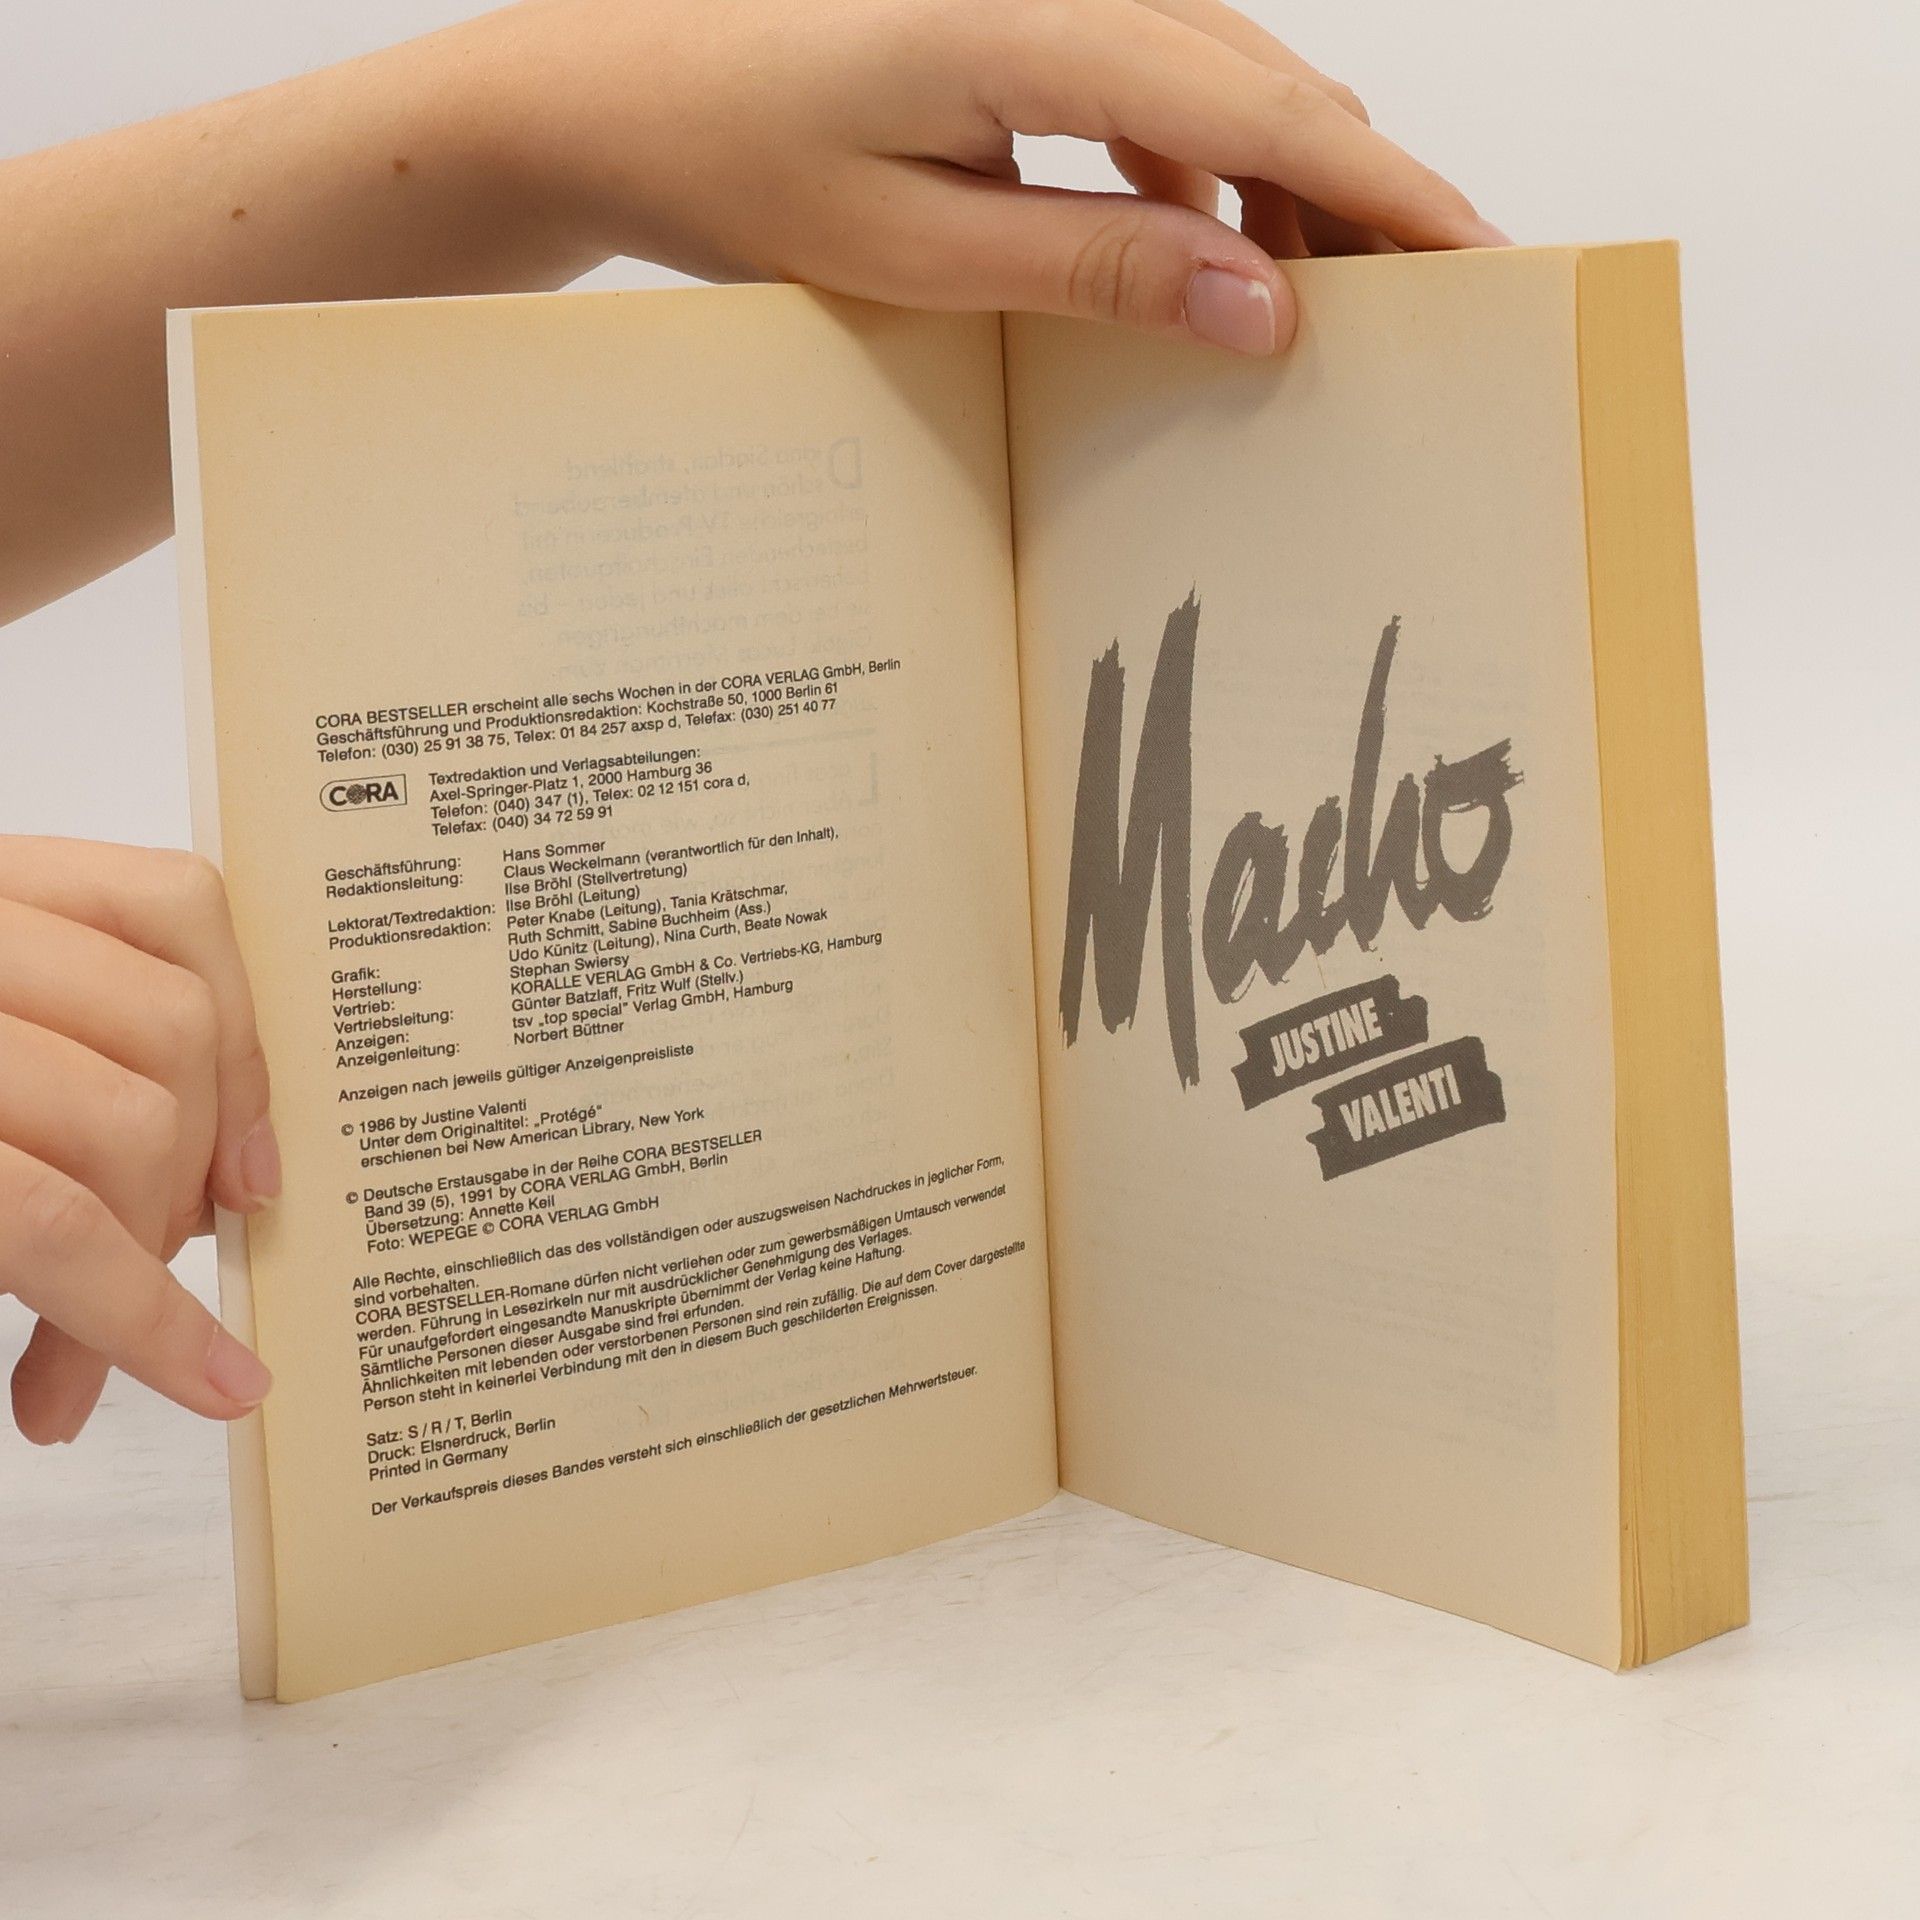 CORA BESTSELLER erscheint alle sechs Wochen in der CORA VERLAG GmbH, Berlin
Geschäftsführung und Produktionsredaktion: Kochstraße 50, 1000 Berlin 61
Telefon: (030) 25 91 38 75, Telex: 01 84 257 axsp d, Telefax: (030) 251 40 77
CORA
Textredaktion und Verlagsabteilungen:
Axel-Springer-Platz 1, 2000 Hamburg 36
Telefon: (040) 347 (1), Telex: 02 12 151 cora d,
Telefax: (040) 34 72 59 91
Geschäftsführung: Hans Sommer
Redaktionsleitung: Claus Weckelmann (verantwortlich für den Inhalt),
Ilse Bröhl (Stellvertretung)
Lektorat/Textredaktion: Ilse Bröhl (Leitung)
Produktionsredaktion: Peter Knabe (Leitung), Tania Krätschmar,
Ruth Schmitt, Sabine Buchheim (Ass.)
Grafik: Udo Künitz (Leitung), Nina Curth, Beate Nowak
Herstellung: Stephan Swiersy
Vertrieb: KORALLE VERLAG GmbH & Co. Vertriebs-KG, Hamburg
Vertriebsleitung: Günter Batzlaff, Fritz Wulf (Stellv.)
Anzeigen: tsv „top special" Verlag GmbH, Hamburg
Anzeigenleitung: Norbert Büttner
Anzeigen nach jeweils gültiger Anzeigenpreisliste
© 1986 by Justine Valenti
Unter dem Originaltitel: „Protégé"
erschienen bei New American Library, New York
© Deutsche Erstausgabe in der Reihe CORA BESTSELLER
Band 39 (5), 1991 by CORA VERLAG GmbH, Berlin
Übersetzung: Annette Keil
Foto: WEPEGE © CORA VERLAG GmbH
Alle Rechte, einschließlich das des vollständigen oder auszugsweisen Nachdruckes in jeglicher Form,
sind vorbehalten.
CORA BESTSELLER-Romane dürfen nicht verliehen oder zum gewerbsmäßigen Umtausch verwendet
werden. Führung in Lesezirkeln nur mit ausdrücklicher Genehmigung des Verlages.
Für unaufgefordert eingesandte Manuskripte übernimmt der Verlag keine Haftung.
Sämtliche Personen dieser Ausgabe sind frei erfunden.
Ähnlichkeiten mit lebenden oder verstorbenen Personen sind rein zufällig. Die auf dem Cover dargestellte
Person steht in keinerlei Verbindung mit den in diesem Buch geschilderten Ereignissen.
Satz: S / R / T, Berlin
Druck: Elsnerdruck, Berlin
Printed in Germany
Der Verkaufspreis dieses Bandes versteht sich einschließlich der gesetzlichen Mehrwertsteuer.
Macho
JUSTINE
VALENTI